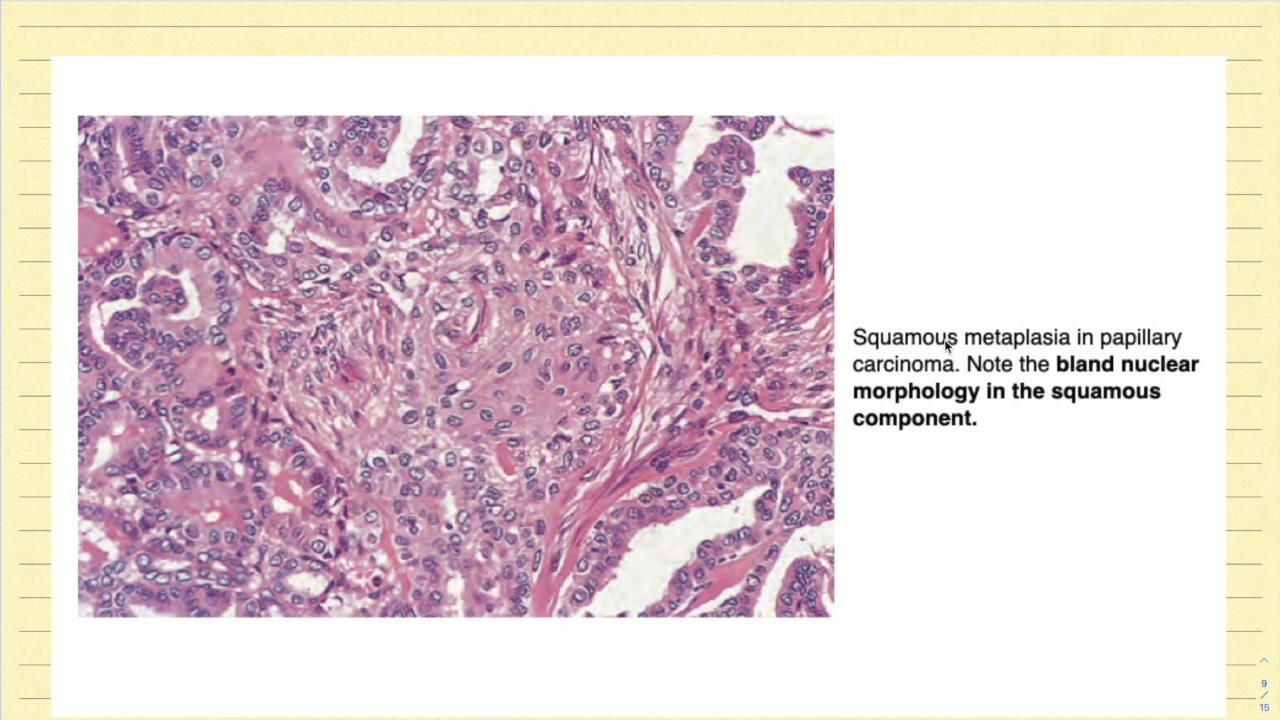 Squamous metaplasia in papillary
carcinoma. Note the bland nuclear
morphology in the squamous
component.
9
/
15